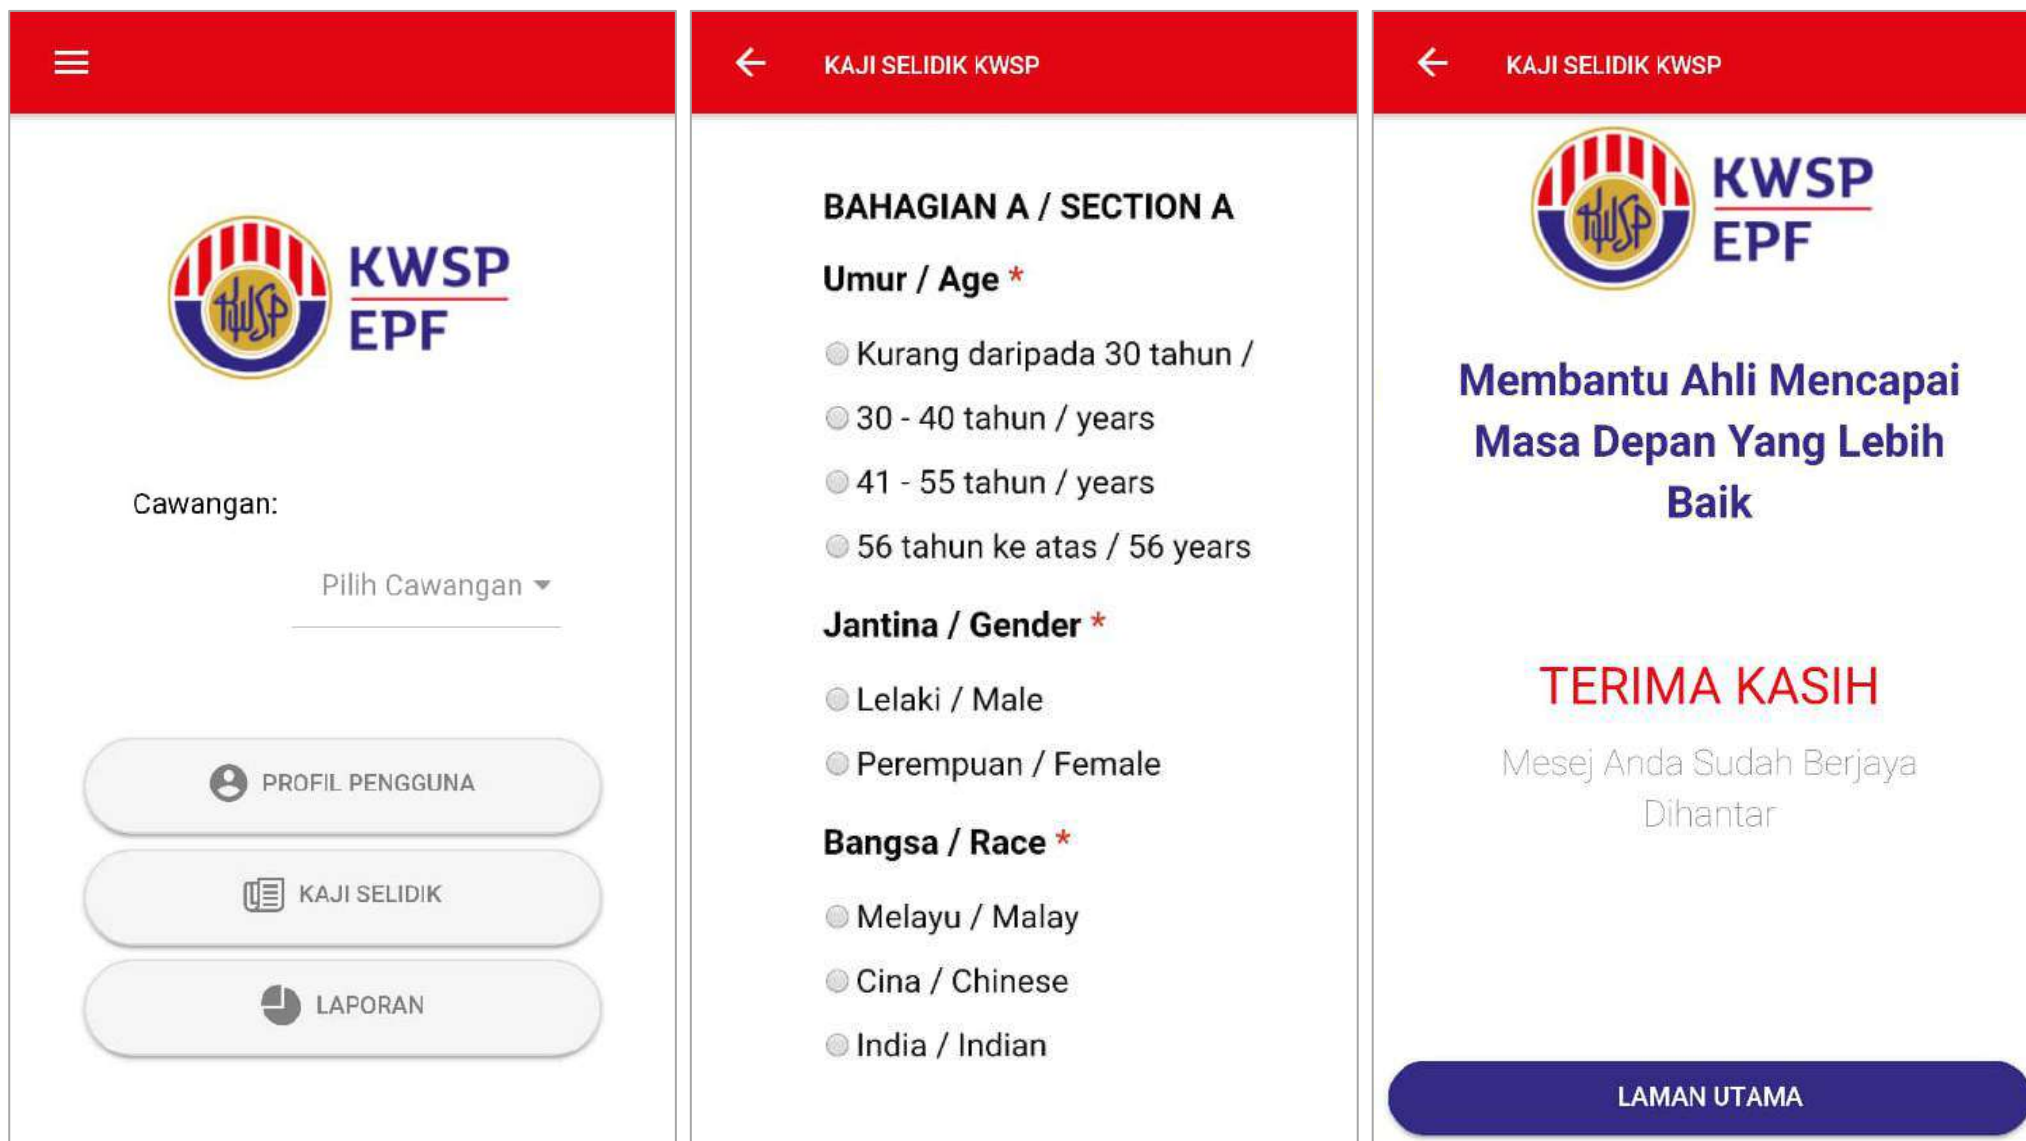 KWSP
KWSP
EPF
Cawangan:
Pilih Cawangan
PROFIL PENGGUNA
KAJI SELIDIK
LAPORAN
KAJI SELIDIK KWSP
BAHAGIAN A / SECTION A
Umur / Age *
Kurang daripada 30 tahun /
30 - 40 tahun / years
41 - 55 tahun / years
56 tahun ke atas / 56 years
Jantina / Gender *
Lelaki / Male
Perempuan / Female
Bangsa / Race *
Melayu / Malay
Cina / Chinese
India / Indian
KAJI SELIDIK KWSP
KWSP
KWSP
EPF
Membantu Ahli Mencapai
Masa Depan Yang Lebih
Baik
TERIMA KASIH
Mesej Anda Sudah Berjaya
Dihantar
LAMAN UTAMA